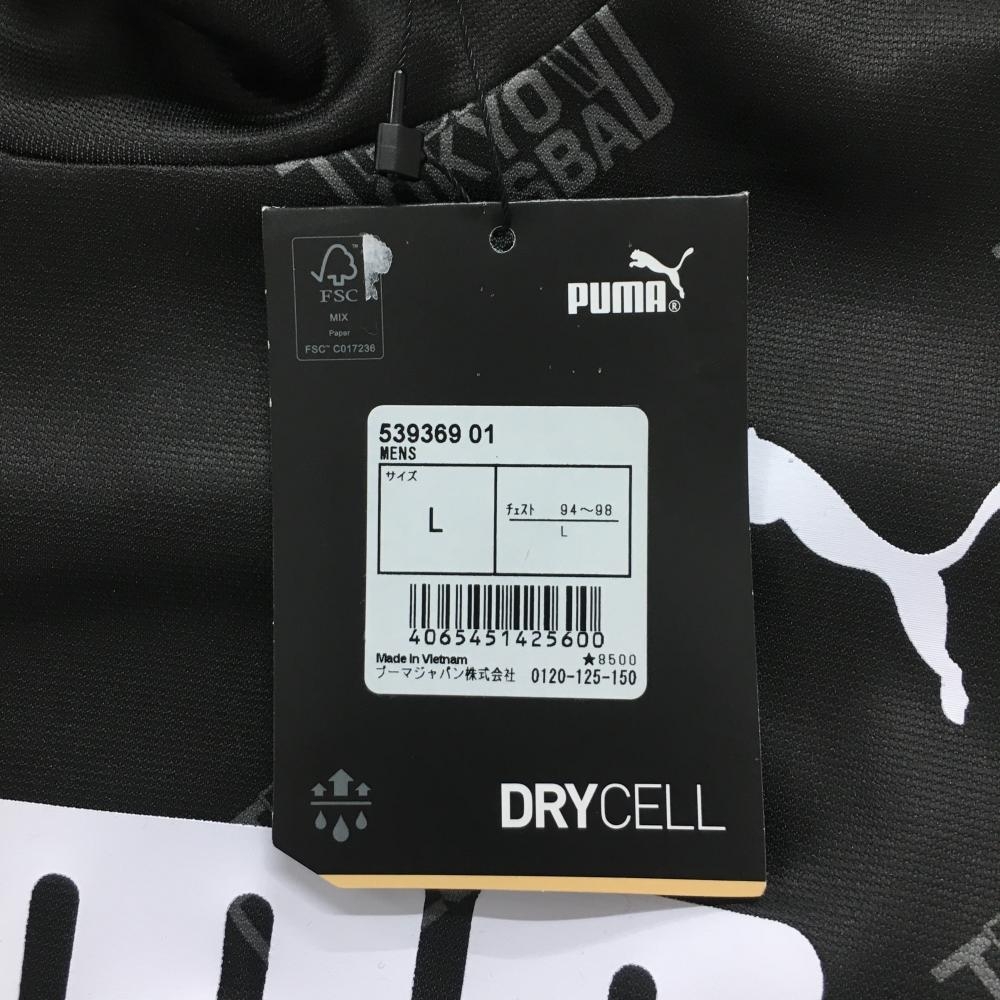 TOKYO
FSC™
MIX
Paper
FSC™ C017236
PUMA®
539369 01
MENS
サイズ
L
チェスト 94～98
L
4065451425600
Made in Vietnam
★8500
プーマジャパン株式会社 0120-125-150
DRYCELL